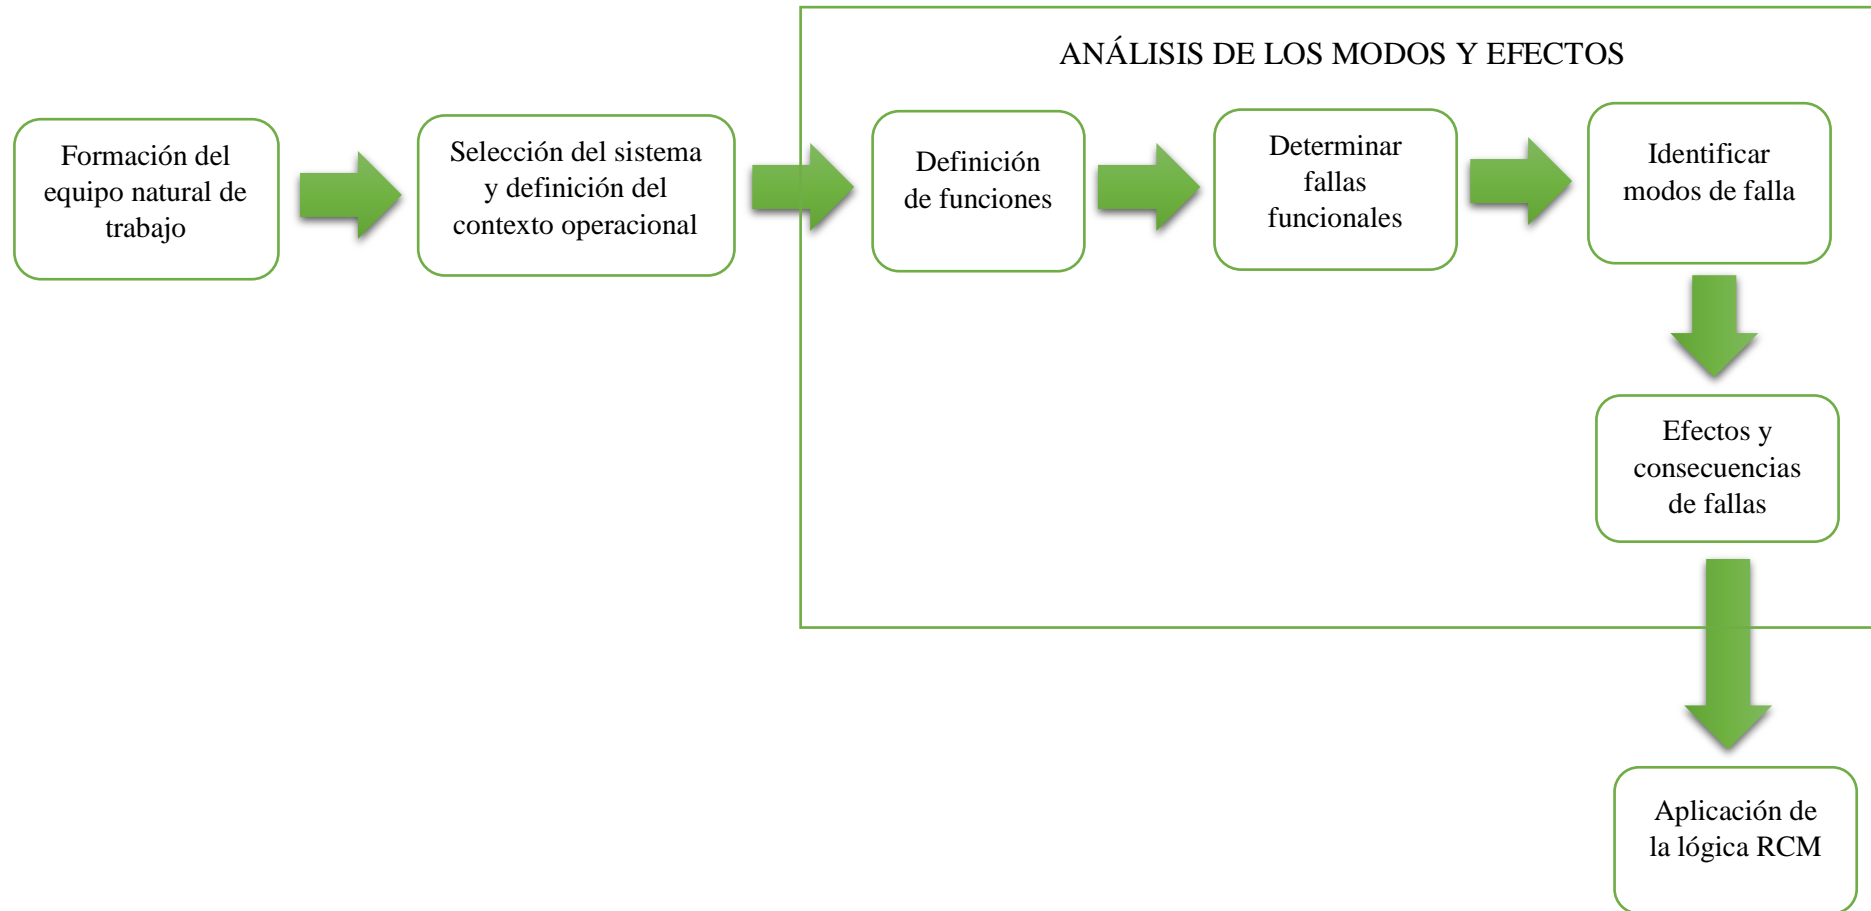 ANÁLISIS DE LOS MODOS Y EFECTOS
Formación del
equipo natural de
trabajo
Selección del sistema
y definición del
contexto operacional
Definición
de funciones
Determinar
fallas
funcionales
Identificar
modos de falla
Efectos y
consecuencias
de fallas
Aplicación de
la lógica RCM